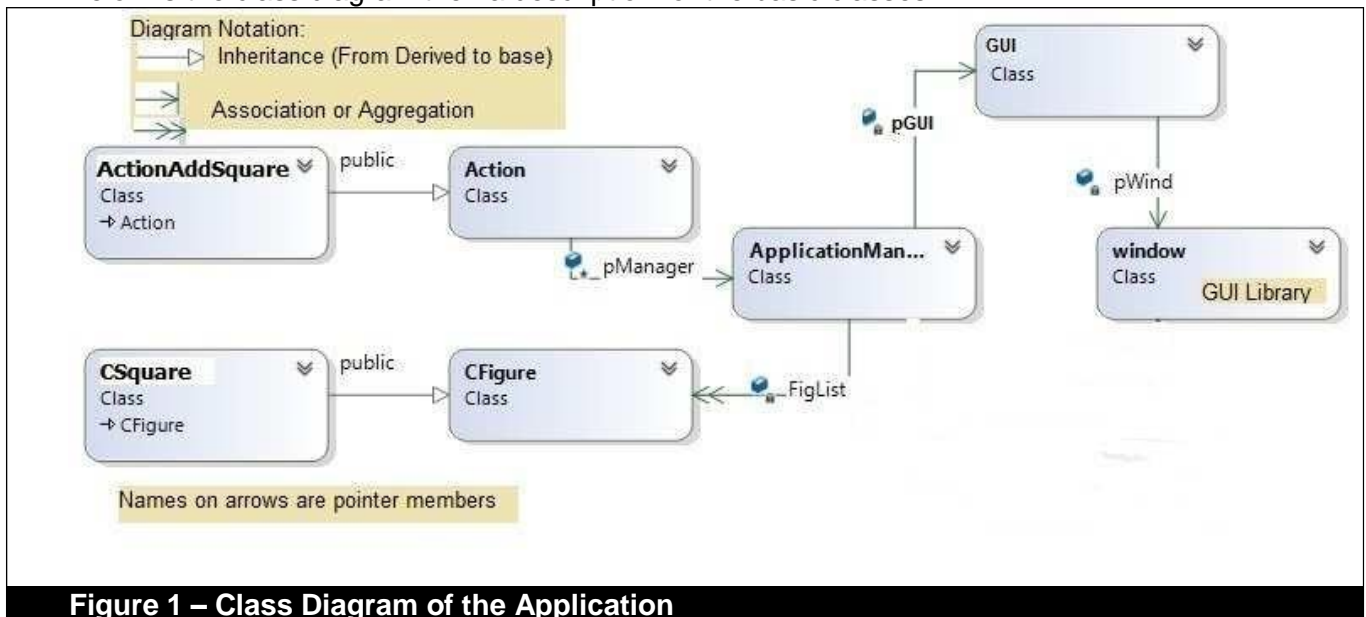 Diagram Notation:
Inheritance (From Derived to base)
Association or Aggregation
ActionAddSquare
Class
Action
public
Action
Class
pManager
ApplicationMan...
Class
pGUI
GUI
Class
pWind
window
Class
GUI Library
CSquare
Class
CFigure
public
CFigure
Class
FigList
Names on arrows are pointer members
Figure 1 – Class Diagram of the Application